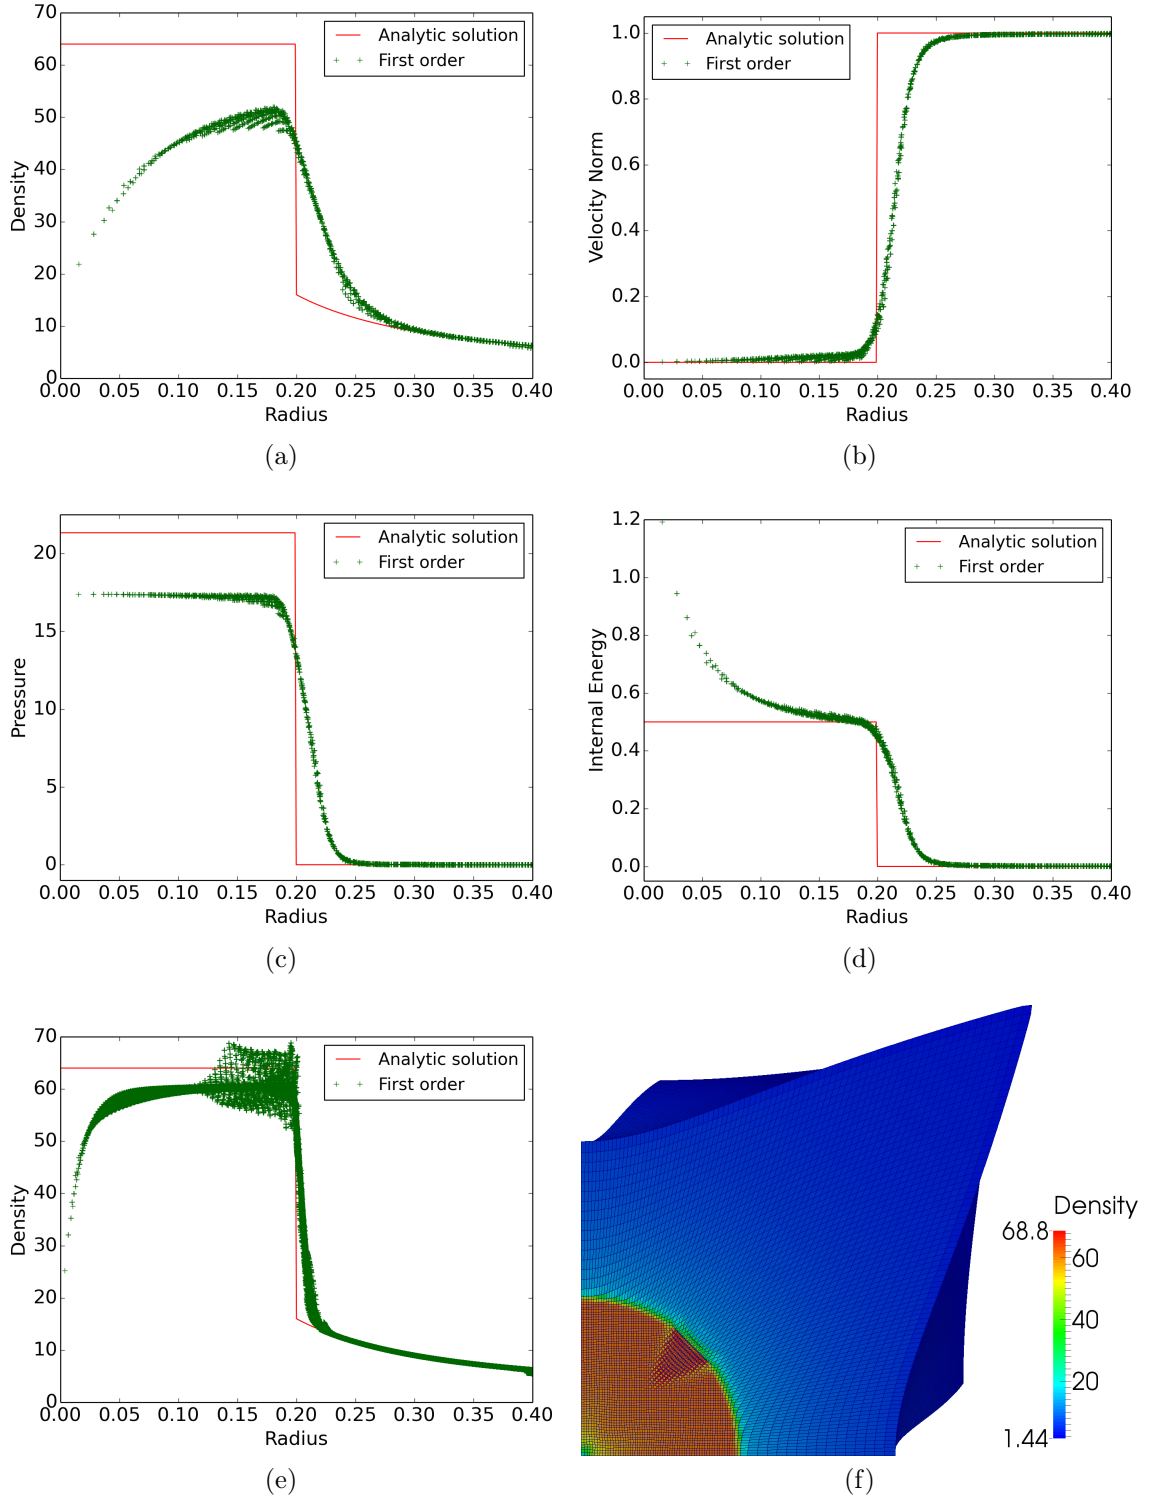 70
60
50
40
30
20
10
0
0.00 0.05 0.10 0.15 0.20 0.25 0.30 0.35 0.40
Radius
Density
Analytic solution
First order
(a)
1.0
0.8
0.6
0.4
0.2
0.0
0.00 0.05 0.10 0.15 0.20 0.25 0.30 0.35 0.40
Radius
Velocity Norm
Analytic solution
First order
(b)
20
15
10
5
0
0.00 0.05 0.10 0.15 0.20 0.25 0.30 0.35 0.40
Radius
Pressure
Analytic solution
First order
(c)
1.2
1.0
0.8
0.6
0.4
0.2
0.0
0.00 0.05 0.10 0.15 0.20 0.25 0.30 0.35 0.40
Radius
Internal Energy
Analytic solution
First order
(d)
70
60
50
40
30
20
10
0
0.00 0.05 0.10 0.15 0.20 0.25 0.30 0.35 0.40
Radius
Density
Analytic solution
First order
(e)
Density
68.8
60
40
20
1.44
(f)